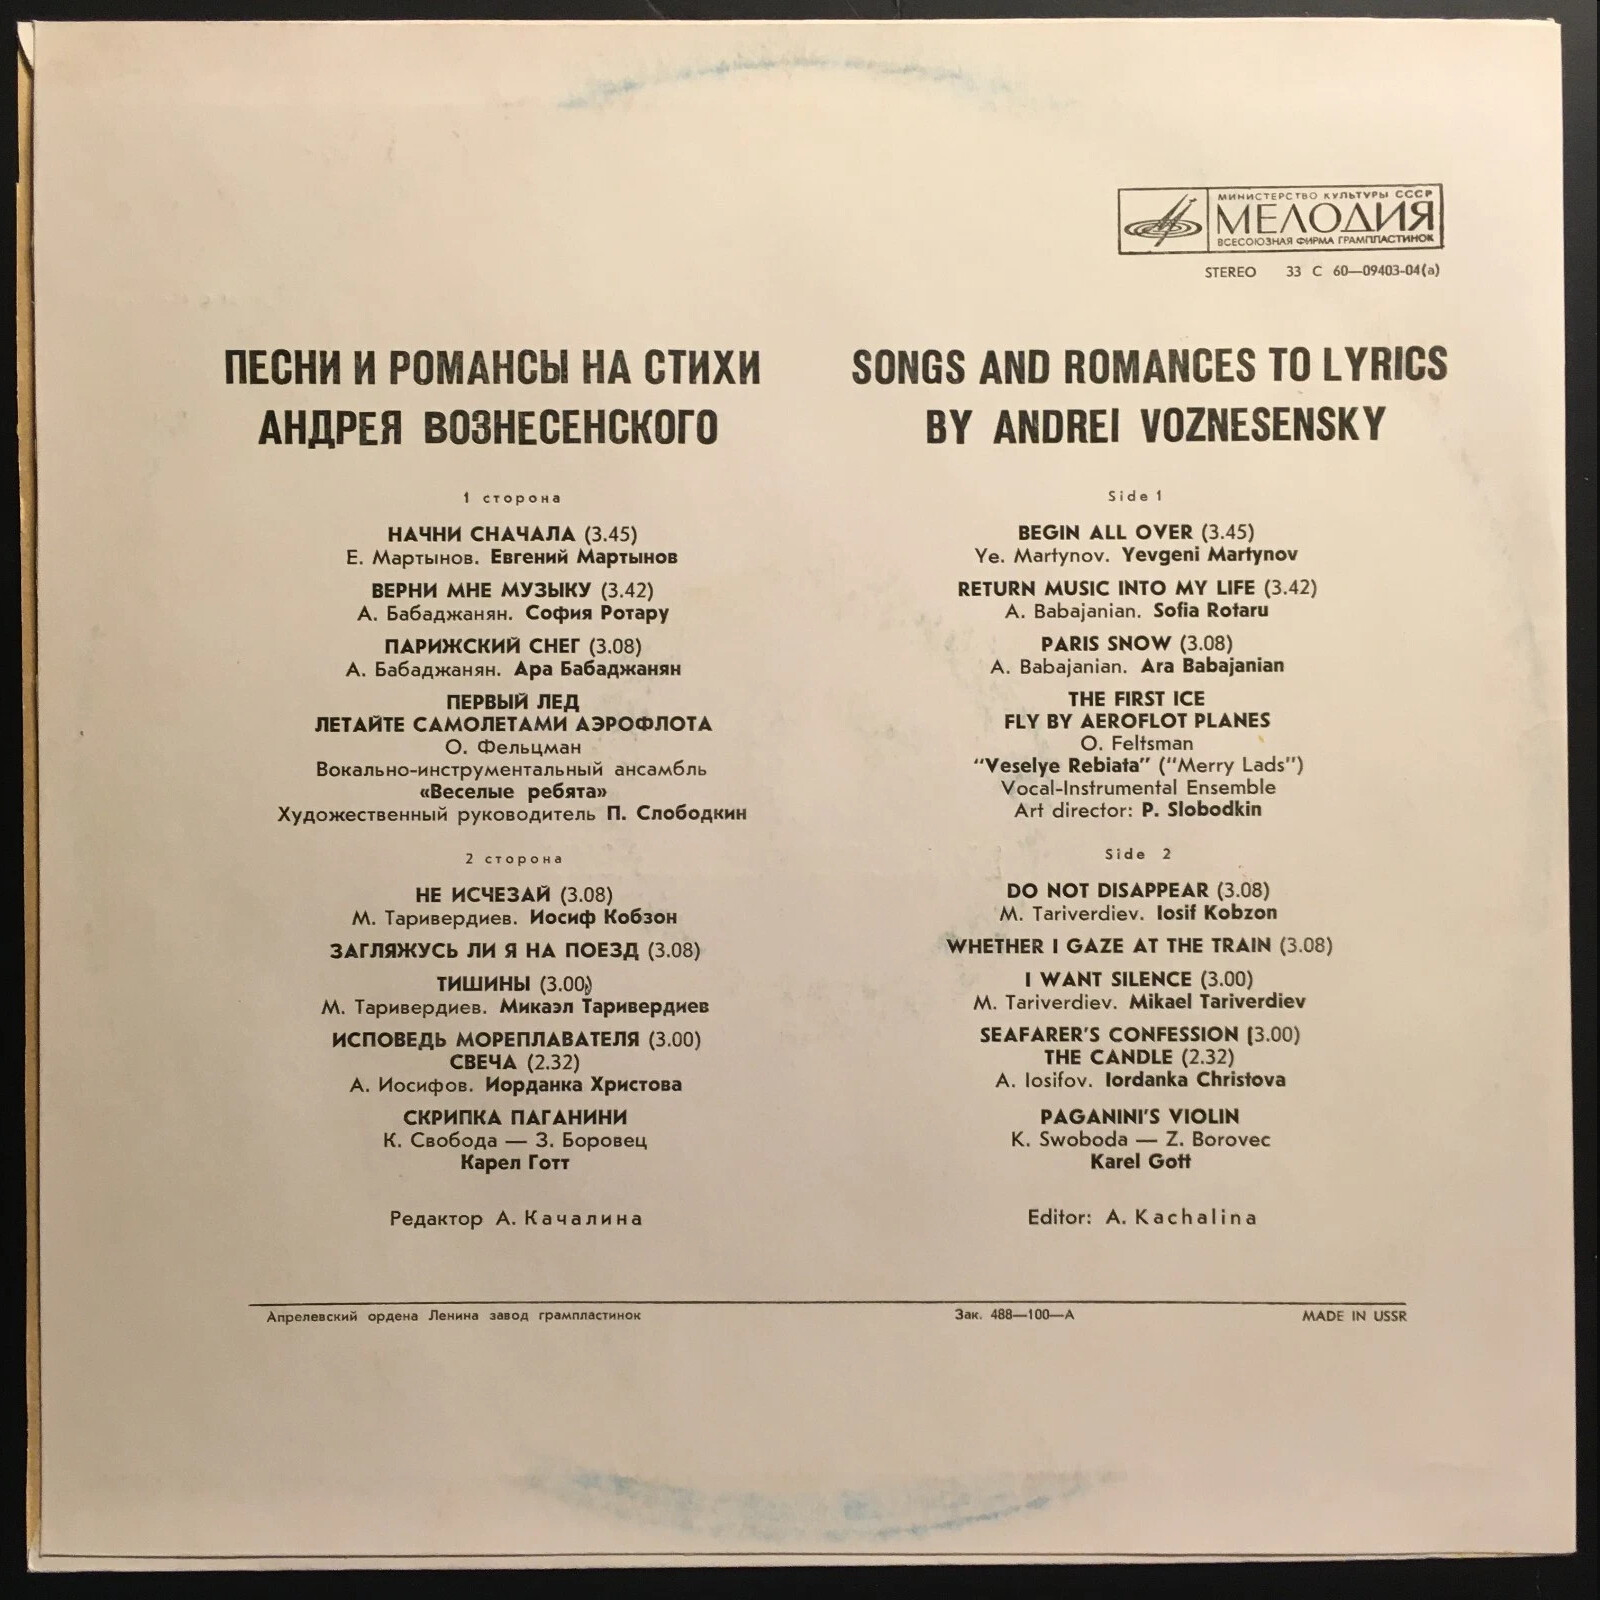 МИНИСТЕРСТВО КУЛЬТУРЫ СССР
МЕЛОДИЯ
ВСЕСОЮЗНАЯ ФИРМА ГРАМПЛАСТИНОК
STEREO 33 С 60—09403-04(а)
ПЕСНИ И РОМАНСЫ НА СТИХИ
АНДРЕЯ ВОЗНЕСЕНСКОГО
1 сторона
НАЧНИ СНАЧАЛА (3.45)
Е. Мартынов. Евгений Мартынов
ВЕРНИ МНЕ МУЗЫКУ (3.42)
А. Бабаджанян. София Ротару
ПАРИЖСКИЙ СНЕГ (3.08)
А. Бабаджанян. Ара Бабаджанян
ПЕРВЫЙ ЛЕД
ЛЕТАЙТЕ САМОЛЕТАМИ АЭРОФЛОТА
О. Фельцман
Вокально-инструментальный ансамбль
«Веселые ребята»
Художественный руководитель П. Слободкин
2 сторона
НЕ ИСЧЕЗАЙ (3.08)
М. Таривердиев. Иосиф Кобзон
ЗАГЛЯЖУСЬ ЛИ Я НА ПОЕЗД (3.08)
ТИШИНЫ (3.00)
М. Таривердиев. Микаэл Таривердиев
ИСПОВЕДЬ МОРЕПЛАВАТЕЛЯ (3.00)
СВЕЧА (2.32)
А. Иосифов. Иорданка Христова
СКРИПКА ПАГАНИНИ
К. Свобода — З. Боровец
Карел Готт
Редактор А. Качалина
SONGS AND ROMANCES TO LYRICS
BY ANDREI VOZNESENSKY
Side 1
BEGIN ALL OVER (3.45)
Ye. Martynov. Yevgeni Martynov
RETURN MUSIC INTO MY LIFE (3.42)
A. Babajanian. Sofia Rotaru
PARIS SNOW (3.08)
A. Babajanian. Ara Babajanian
THE FIRST ICE
FLY BY AEROFLOT PLANES
O. Feltsman
“Veselye Rebiata” (“Merry Lads”)
Vocal-Instrumental Ensemble
Art director: P. Slobodkin
Side 2
DO NOT DISAPPEAR (3.08)
M. Tariverdiev. Iosif Kobzon
WHETHER I GAZE AT THE TRAIN (3.08)
I WANT SILENCE (3.00)
M. Tariverdiev. Mikael Tariverdiev
SEAFARER'S CONFESSION (3.00)
THE CANDLE (2.32)
A. Iosifov. Iordanka Christova
PAGANINI'S VIOLIN
K. Swoboda — Z. Borovec
Karel Gott
Editor: A. Kachalina
Апрелевский ордена Ленина завод грампластинок
Зак. 488—100—А
MADE IN USSR